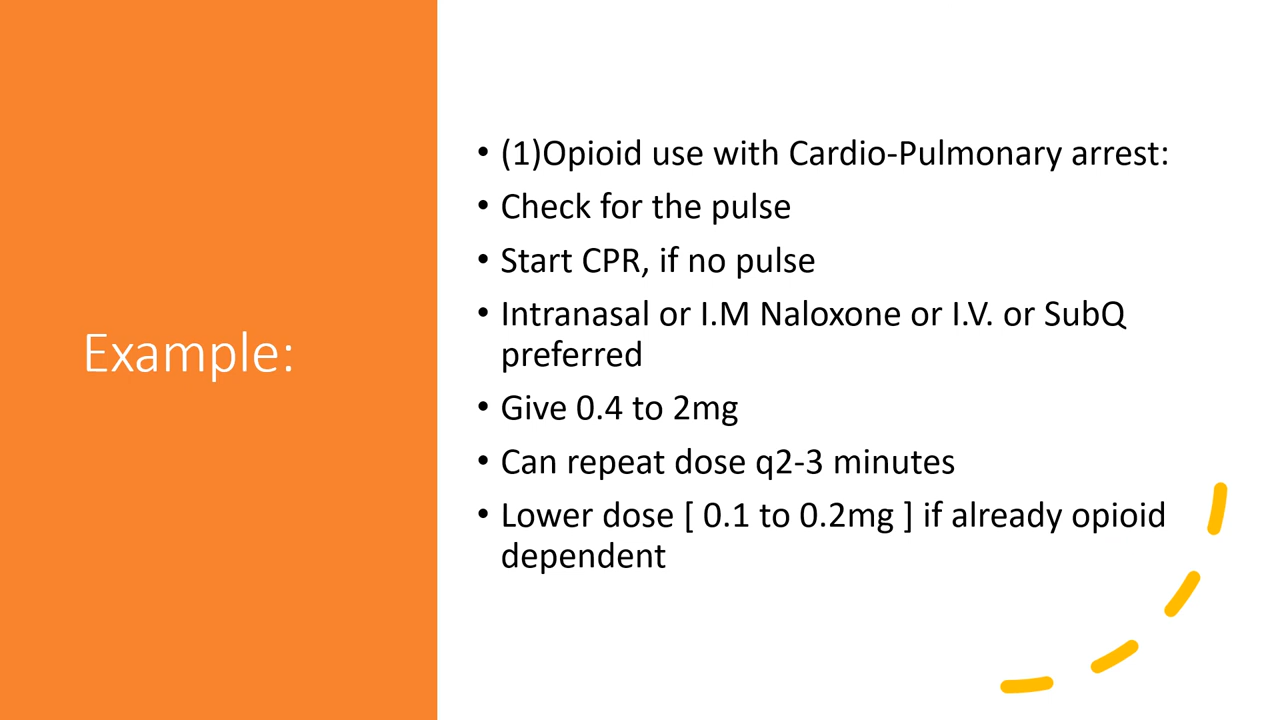 Example:
• (1)Opioid use with Cardio-Pulmonary arrest:
• Check for the pulse
• Start CPR, if no pulse
• Intranasal or I.M Naloxone or I.V. or SubQ
preferred
• Give 0.4 to 2mg
• Can repeat dose q2-3 minutes
• Lower dose [ 0.1 to 0.2mg ] if already opioid
dependent